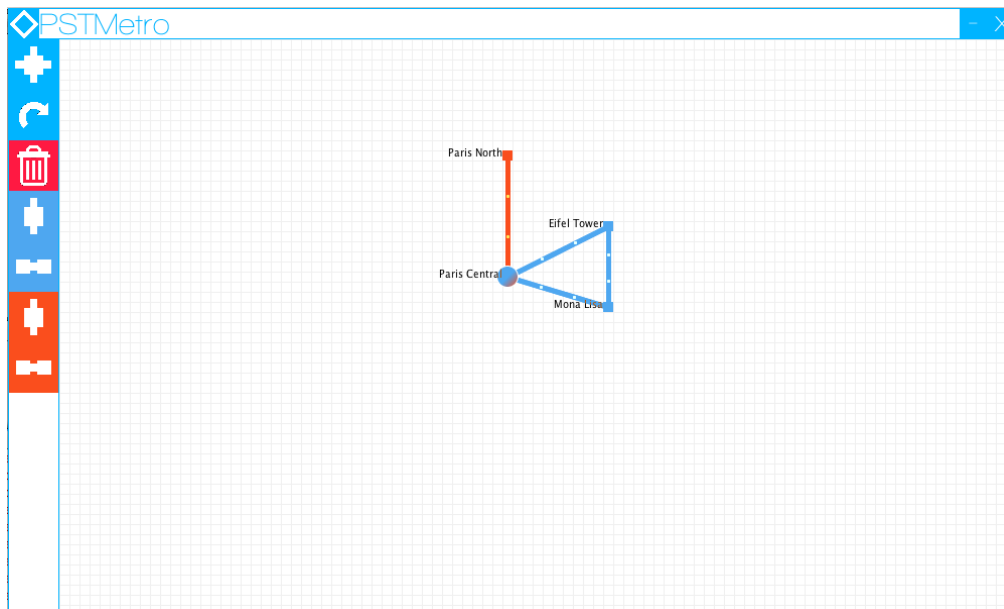 PSTMetro
Paris North
Eifel Tower
Paris Central
Mona Lisa